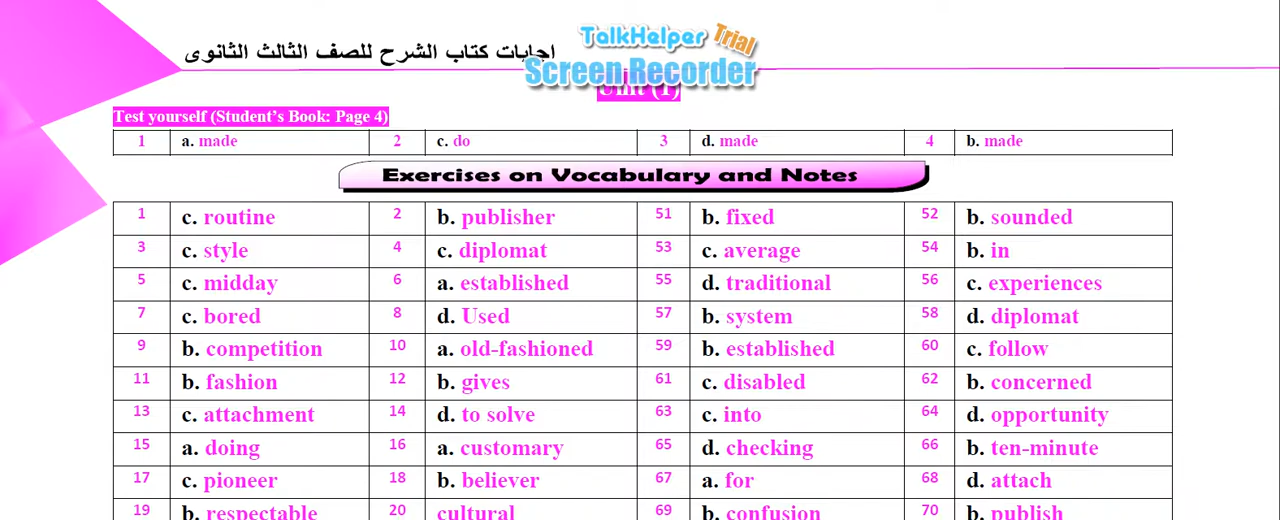 اجابات كتاب الشرح للصف الثالث الثانوى
TalkHelper Trial
Screen Recorder
Unit (1)
Test yourself (Student's Book: Page 4)
1 a. made 2 c. do 3 d. made 4 b. made
Exercises on Vocabulary and Notes
1 c. routine 2 b. publisher 51 b. fixed 52 b. sounded
3 c. style 4 c. diplomat 53 c. average 54 b. in
5 c. midday 6 a. established 55 d. traditional 56 c. experiences
7 c. bored 8 d. Used 57 b. system 58 d. diplomat
9 b. competition 10 a. old-fashioned 59 b. established 60 c. follow
11 b. fashion 12 b. gives 61 c. disabled 62 b. concerned
13 c. attachment 14 d. to solve 63 c. into 64 d. opportunity
15 a. doing 16 a. customary 65 d. checking 66 b. ten-minute
17 c. pioneer 18 b. believer 67 a. for 68 d. attach
19 b. respectable 20 cultural 69 b. confusion 70 b. publish